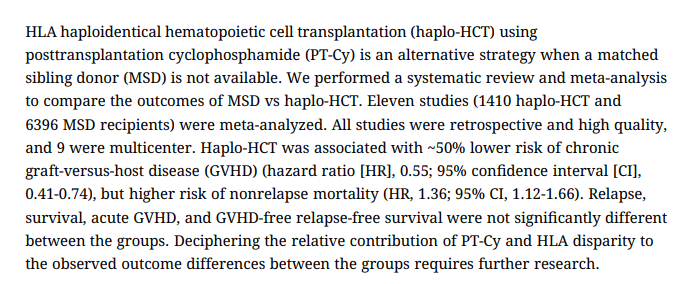 HLA haploidentical hematopoietic cell transplantation (haplo-HCT) using
posttransplantation cyclophosphamide (PT-Cy) is an alternative strategy when a matched
sibling donor (MSD) is not available. We performed a systematic review and meta-analysis
to compare the outcomes of MSD vs haplo-HCT. Eleven studies (1410 haplo-HCT and
6396 MSD recipients) were meta-analyzed. All studies were retrospective and high quality,
and 9 were multicenter. Haplo-HCT was associated with ~50% lower risk of chronic
graft-versus-host disease (GVHD) (hazard ratio [HR], 0.55; 95% confidence interval [CI],
0.41-0.74), but higher risk of nonrelapse mortality (HR, 1.36; 95% CI, 1.12-1.66). Relapse,
survival, acute GVHD, and GVHD-free relapse-free survival were not significantly different
between the groups. Deciphering the relative contribution of PT-Cy and HLA disparity to
the observed outcome differences between the groups requires further research.